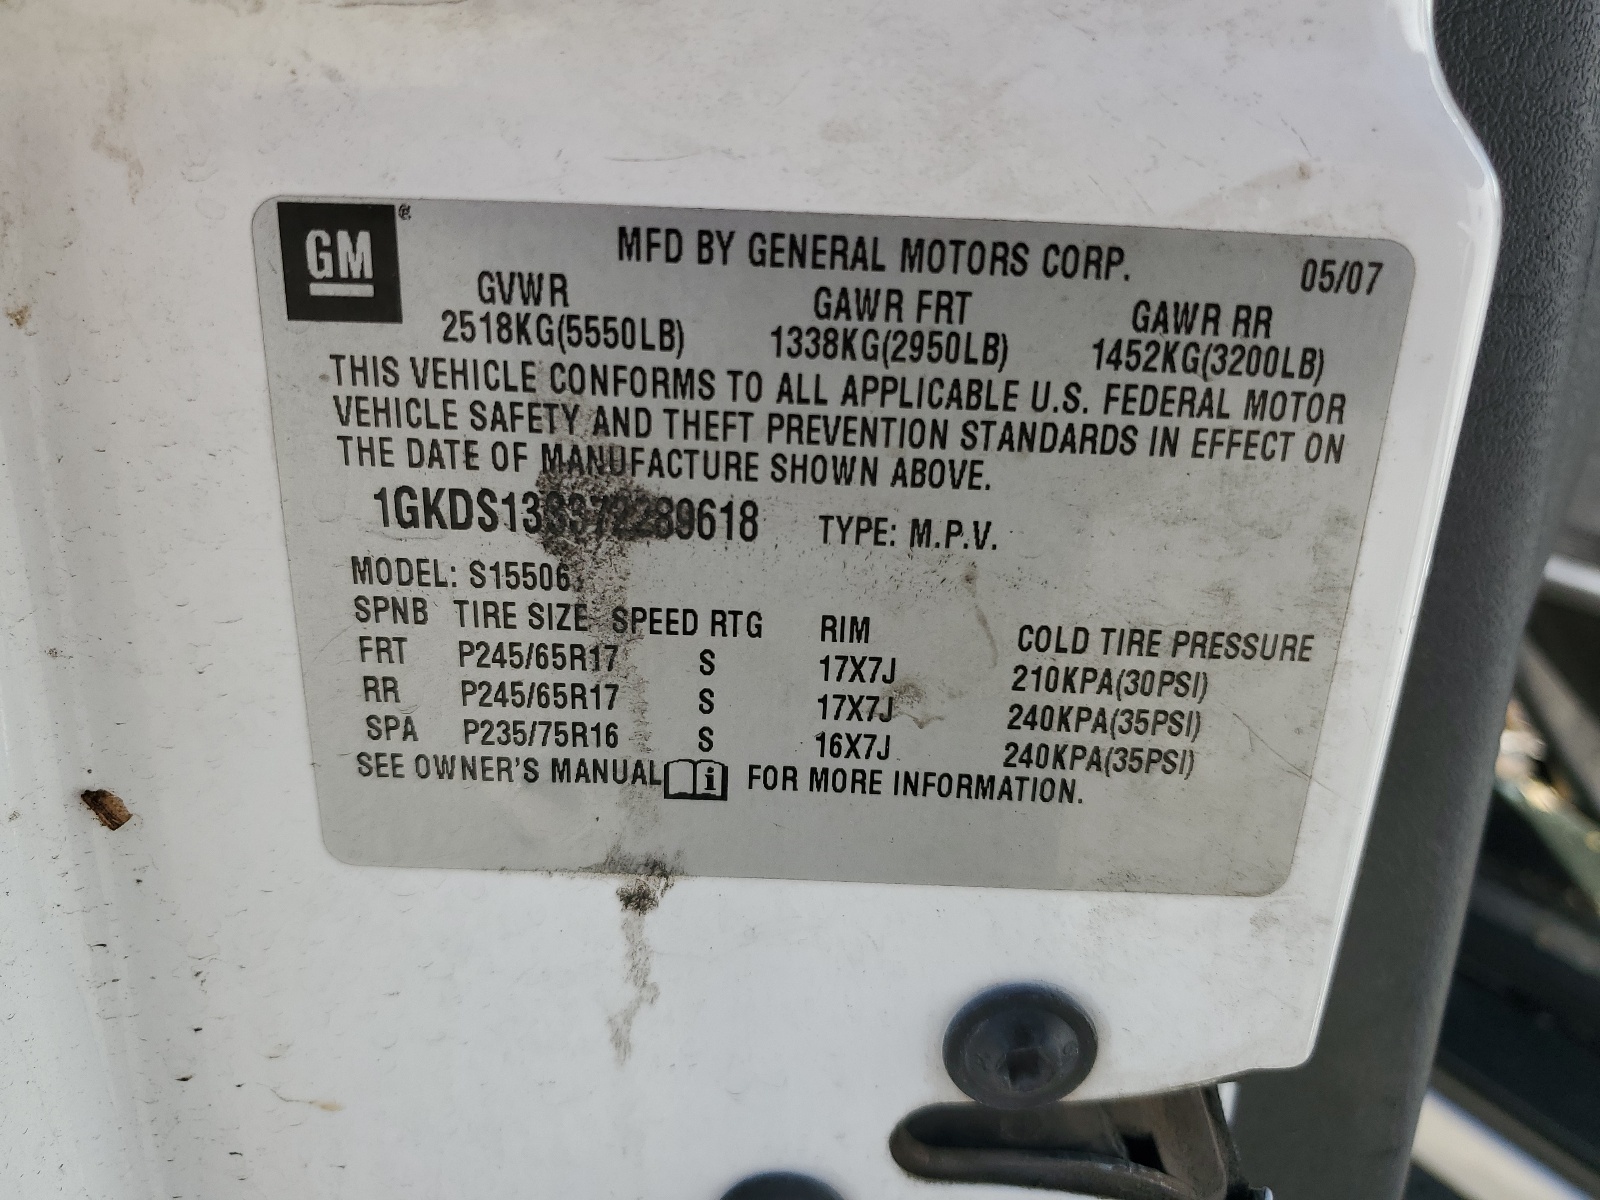 GM ®
MFD BY GENERAL MOTORS CORP. 05/07
GVWR GAWR FRT GAWR RR
2518KG(5550LB) 1338KG(2950LB) 1452KG(3200LB)
THIS VEHICLE CONFORMS TO ALL APPLICABLE U.S. FEDERAL MOTOR
VEHICLE SAFETY AND THEFT PREVENTION STANDARDS IN EFFECT ON
THE DATE OF MANUFACTURE SHOWN ABOVE.
1GKDS13S372289618 TYPE: M.P.V.
MODEL: S15506
SPNB TIRE SIZE SPEED RTG RIM COLD TIRE PRESSURE
FRT P245/65R17 S 17X7J 210KPA(30PSI)
RR P245/65R17 S 17X7J 240KPA(35PSI)
SPA P235/75R16 S 16X7J 240KPA(35PSI)
SEE OWNER'S MANUAL i FOR MORE INFORMATION.